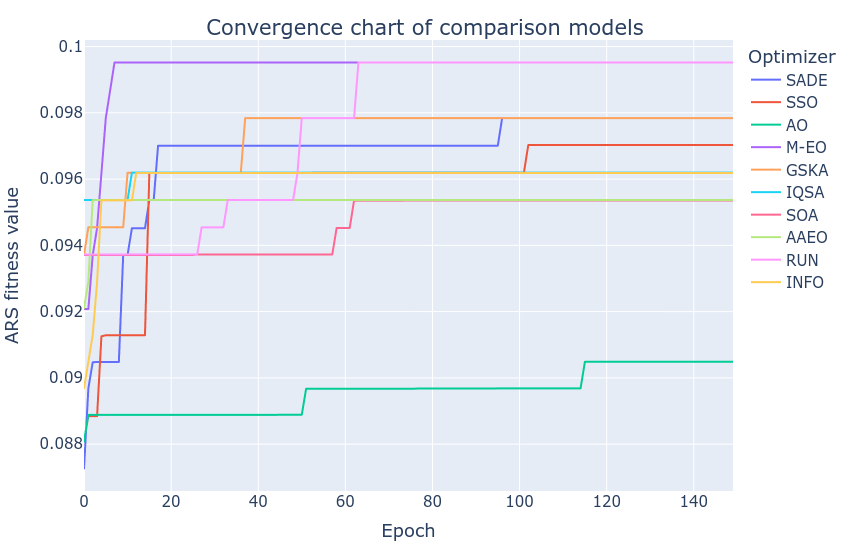 Convergence chart of comparison models
ARS fitness value
0.1
0.098
0.096
0.094
0.092
0.09
0.088
0 20 40 60 80 100 120 140
Epoch
Optimizer
SADE
SSO
AO
M-EO
GSKA
IQSA
SOA
AAEO
RUN
INFO